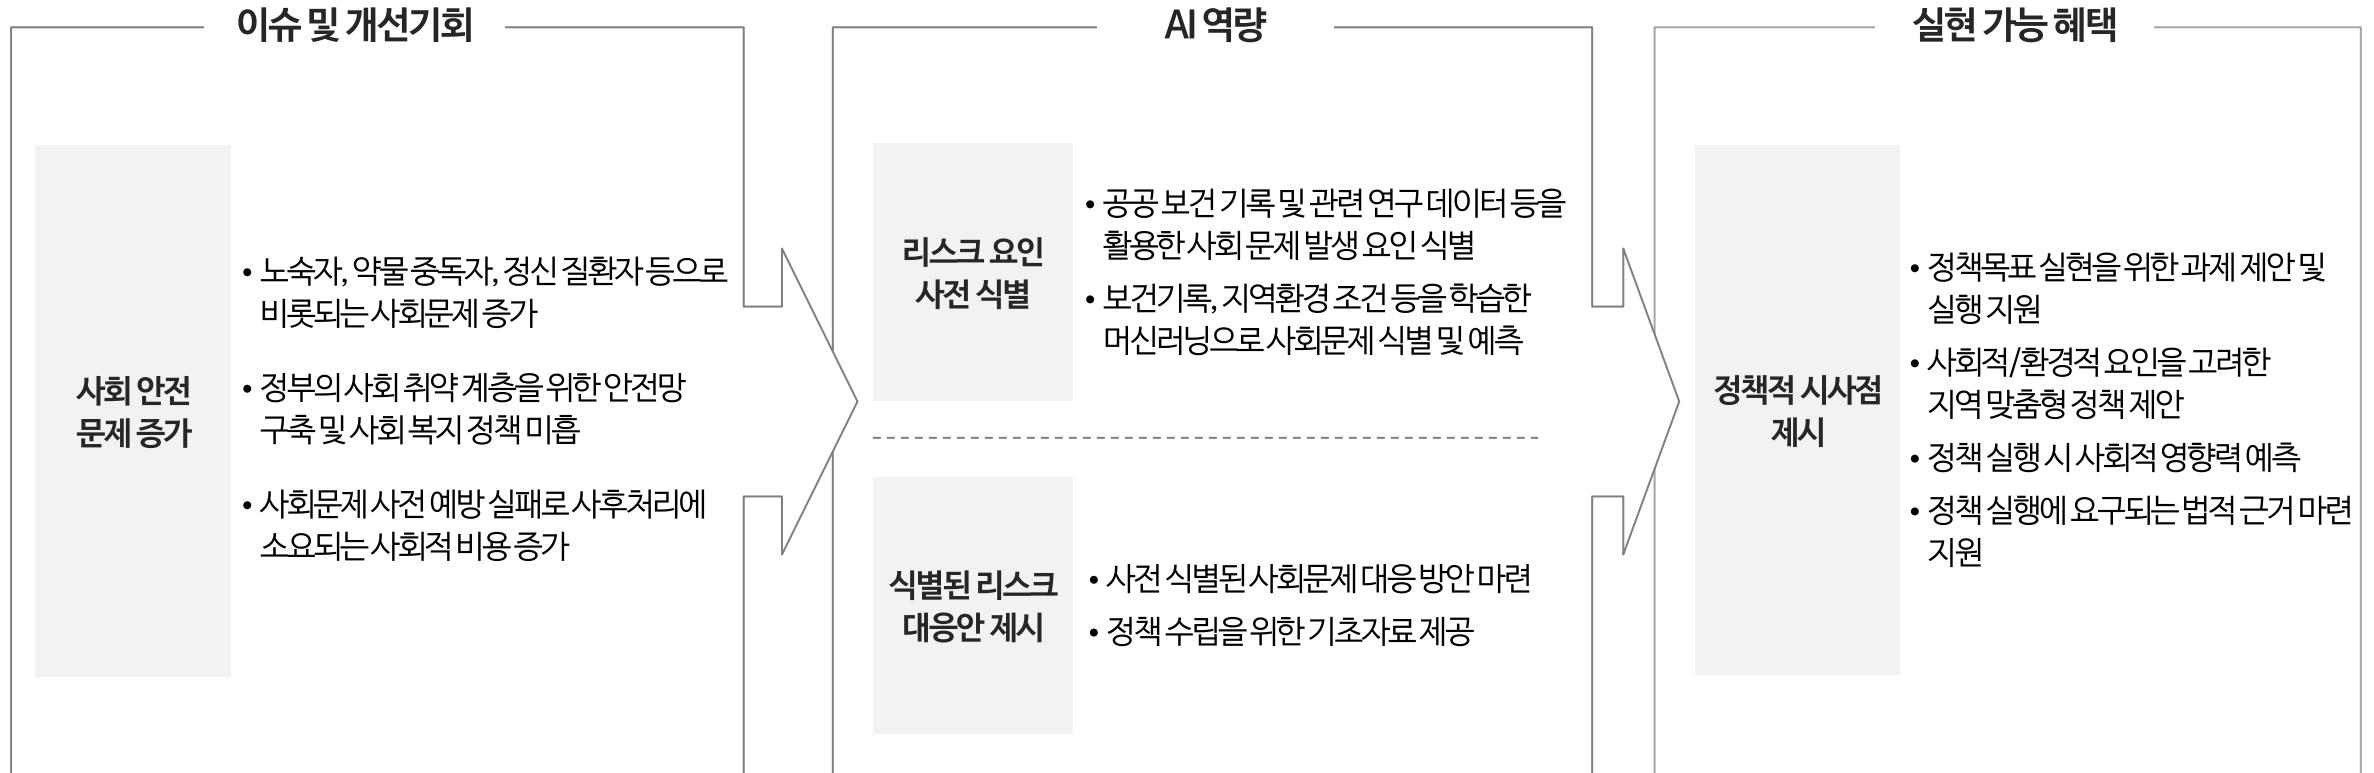 이슈 및 개선기회
사회 안전
문제 증가
• 노숙자, 약물 중독자, 정신 질환자 등으로
비롯되는 사회문제 증가
• 정부의 사회 취약 계층을 위한 안전망
구축 및 사회 복지 정책 미흡
• 사회문제 사전 예방 실패로 사후처리에
소요되는 사회적 비용 증가
AI 역량
리스크 요인
사전 식별
• 공공 보건 기록 및 관련 연구 데이터 등을
활용한 사회 문제 발생 요인 식별
• 보건기록, 지역환경 조건 등을 학습한
머신러닝으로 사회문제 식별 및 예측
식별된 리스크
대응안 제시
• 사전 식별된 사회문제 대응 방안 마련
• 정책 수립을 위한 기초자료 제공
실현 가능 혜택
정책적 시사점
제시
• 정책목표 실현을 위한 과제 제안 및
실행 지원
• 사회적/환경적 요인을 고려한
지역 맞춤형 정책 제안
• 정책 실행 시 사회적 영향력 예측
• 정책 실행에 요구되는 법적 근거 마련
지원